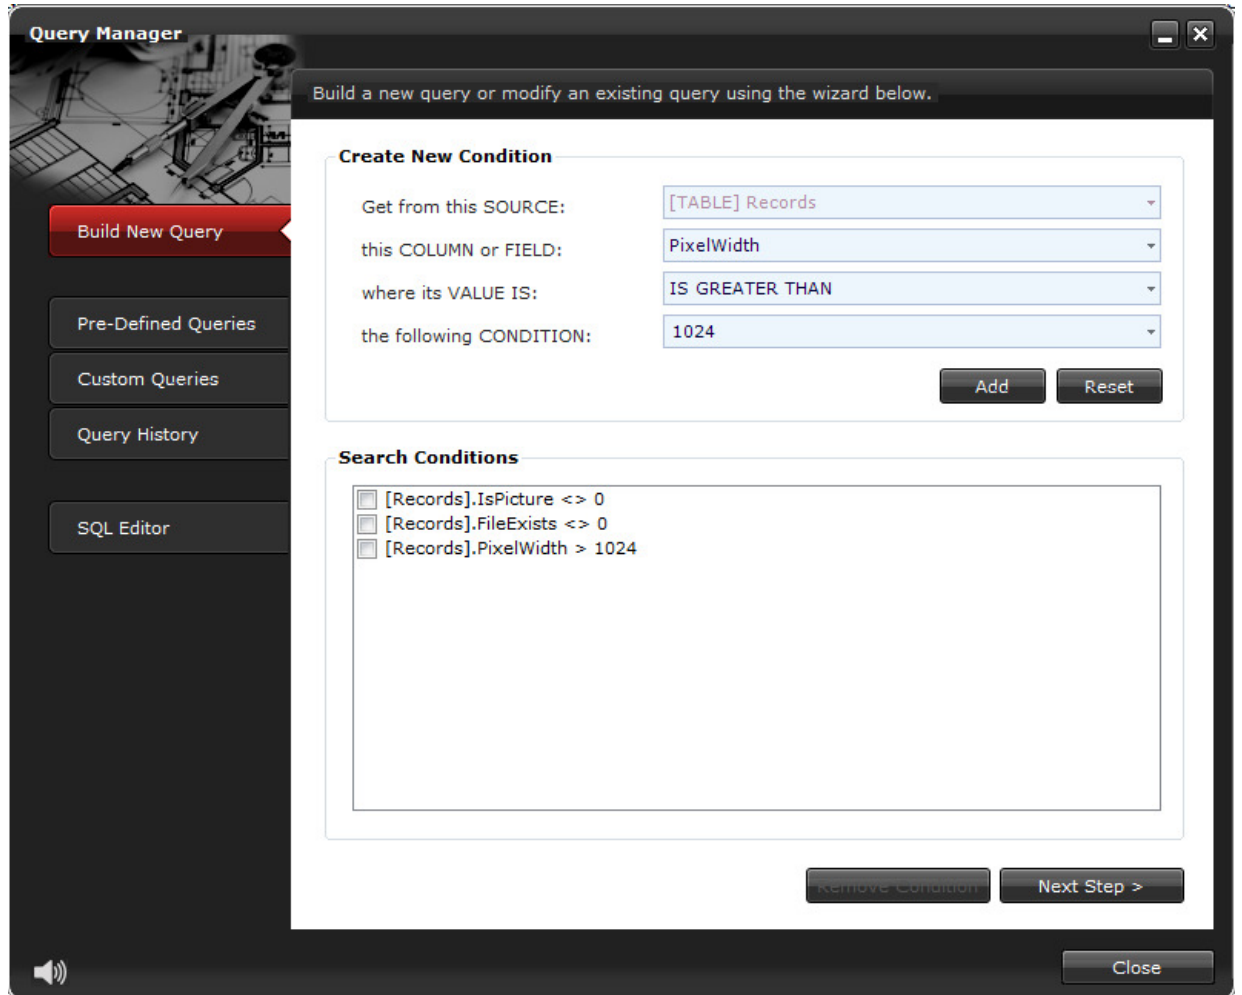 Query Manager
Build a new query or modify an existing query using the wizard below.
Create New Condition
Get from this SOURCE: [TABLE] Records
this COLUMN or FIELD: PixelWidth
where its VALUE IS: IS GREATER THAN
the following CONDITION: 1024
Add Reset
Build New Query
Pre-Defined Queries
Custom Queries
Query History
SQL Editor
Search Conditions
[Records].IsPicture <> 0
[Records].FileExists <> 0
[Records].PixelWidth > 1024
Remove Condition Next Step >
Close